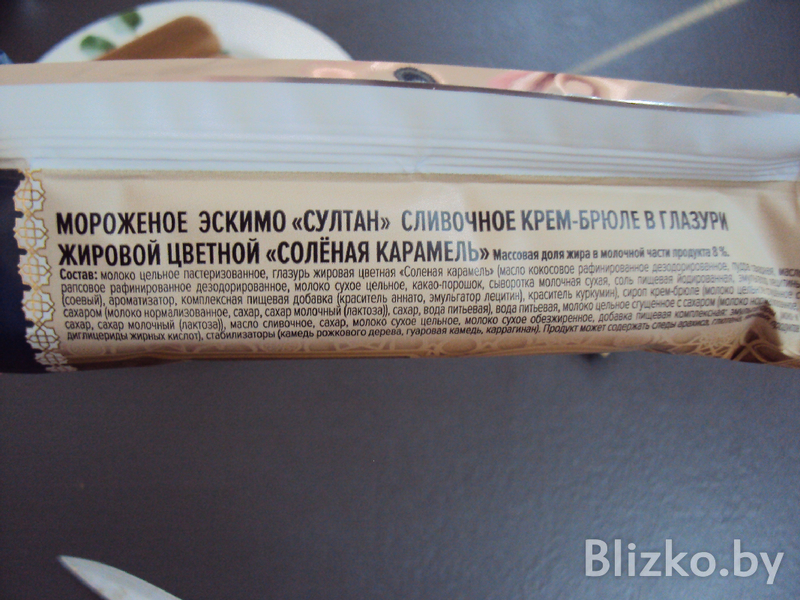 МОРОЖЕНОЕ ЭСКИМО «СУЛТАН» СЛИВОЧНОЕ КРЕМ-БРЮЛЕ В ГЛАЗУРИ
ЖИРОВОЙ ЦВЕТНОЙ «СОЛЁНАЯ КАРАМЕЛЬ» Массовая доля жира в молочной части продукта 8 %.
Состав: молоко цельное пастеризованное, глазурь жировая цветная «Соленая карамель» (масло кокосовое рафинированное дезодорированное,
рапсовое рафинированное дезодорированное, молоко сухое цельное, какао-порошок, сыворотка молочная сухая, соль пищевая йодированная,
(соевый), ароматизатор, комплексная пищевая добавка (краситель аннато, эмульгатор лецитин), краситель куркумин), сироп крем-брюле (молоко
сахаром (молоко нормализованное, сахар, сахар молочный (лактоза)), сахар, вода питьевая), вода питьевая, молоко цельное сгущенное с сахаром (молоко
сахар, сахар молочный (лактоза)), масло сливочное, сахар, молоко сухое цельное, молоко сухое обезжиренное, добавка пищевая комплексная:
диглицериды жирных кислот), стабилизаторы (камедь рожкового дерева, гуаровая камедь, каррагинан). Продукт может содержать следы арахиса,
Blizko.by